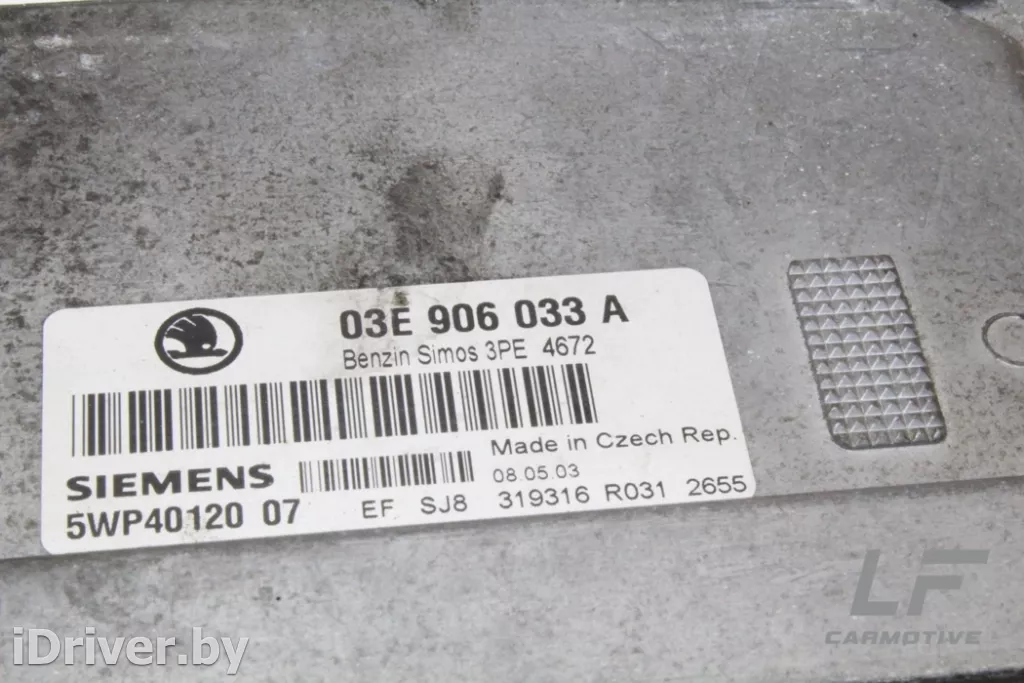 03E 906 033 A
Benzin Simos 3PE 4672
Made in Czech Rep.
SIEMENS
08.05.03
5WP40120 07 EF SJ8 319316 R031 2655
LF
CARMOTIVE
iDriver.by